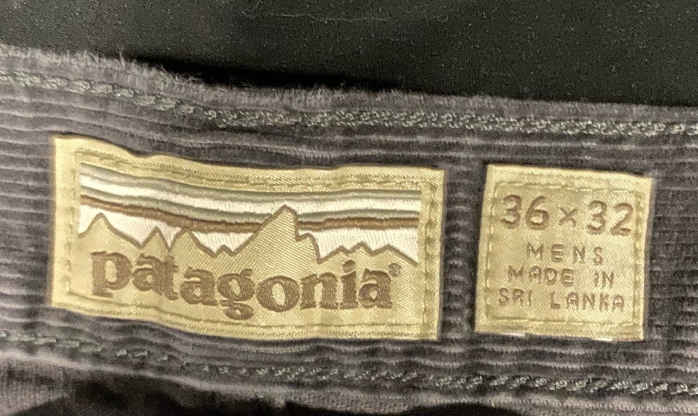 patagonia®
36 × 32
MENS
MADE IN
SRI LANKA